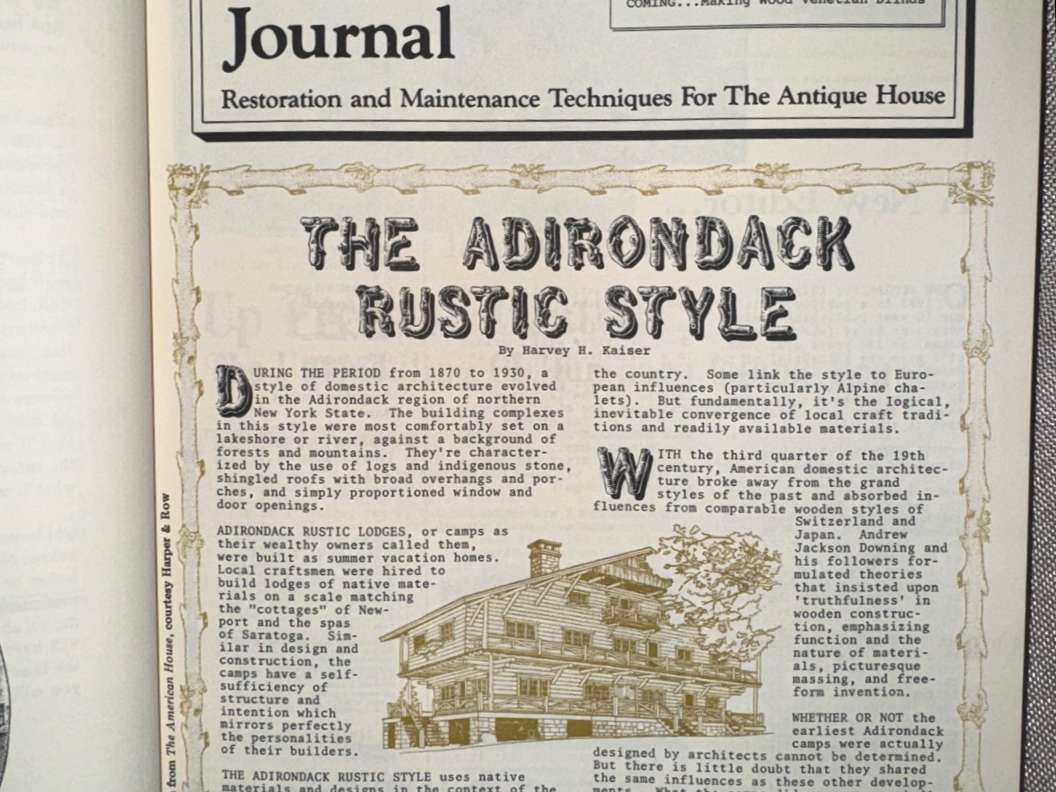 COMING...Making Wood Venetian Blinds
Journal
Restoration and Maintenance Techniques For The Antique House
THE ADIRONDACK
RUSTIC STYLE
By Harvey H. Kaiser
DURING THE PERIOD from 1870 to 1930, a
style of domestic architecture evolved
in the Adirondack region of northern
New York State. The building complexes
in this style were most comfortably set on a
lakeshore or river, against a background of
forests and mountains. They're character-
ized by the use of logs and indigenous stone,
shingled roofs with broad overhangs and por-
ches, and simply proportioned window and
door openings.
ADIRONDACK RUSTIC LODGES, or camps as
their wealthy owners called them,
were built as summer vacation homes.
Local craftsmen were hired to
build lodges of native mate-
rials on a scale matching
the "cottages" of New-
port and the spas
of Saratoga. Sim-
ilar in design and
construction, the
camps have a self-
sufficiency of
structure and
intention which
mirrors perfectly
the personalities
of their builders.
THE ADIRONDACK RUSTIC STYLE uses native
materials and designs in the context of the
the country. Some link the style to Euro-
pean influences (particularly Alpine cha-
lets). But fundamentally, it's the logical,
inevitable convergence of local craft tradi-
tions and readily available materials.
WITH the third quarter of the 19th
century, American domestic architec-
ture broke away from the grand
styles of the past and absorbed in-
fluences from comparable wooden styles of
Switzerland and
Japan. Andrew
Jackson Downing and
his followers for-
mulated theories
that insisted upon
'truthfulness' in
wooden construc-
tion, emphasizing
function and the
nature of materi-
als, picturesque
massing, and free-
form invention.
WHETHER OR NOT the
earliest Adirondack
camps were actually
designed by architects cannot be determined.
But there is little doubt that they shared
the same influences as these other develop-
from The American House, courtesy Harper & Row